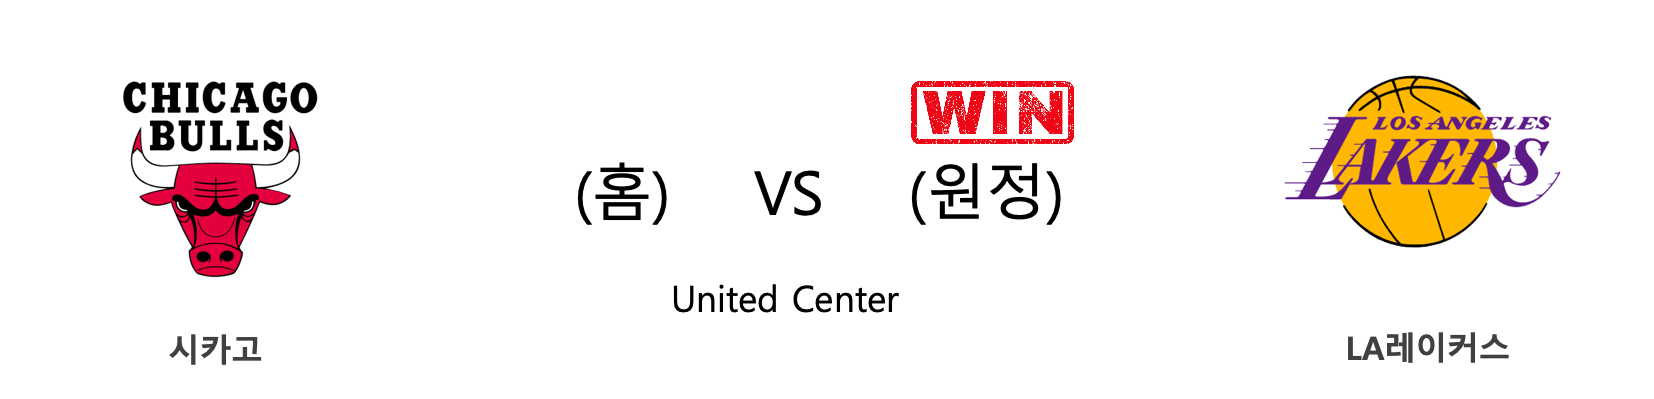 CHICAGO
BULLS
시카고
WIN
(홈) VS (원정)
United Center
LOS ANGELES
LAKERS
LA레이커스